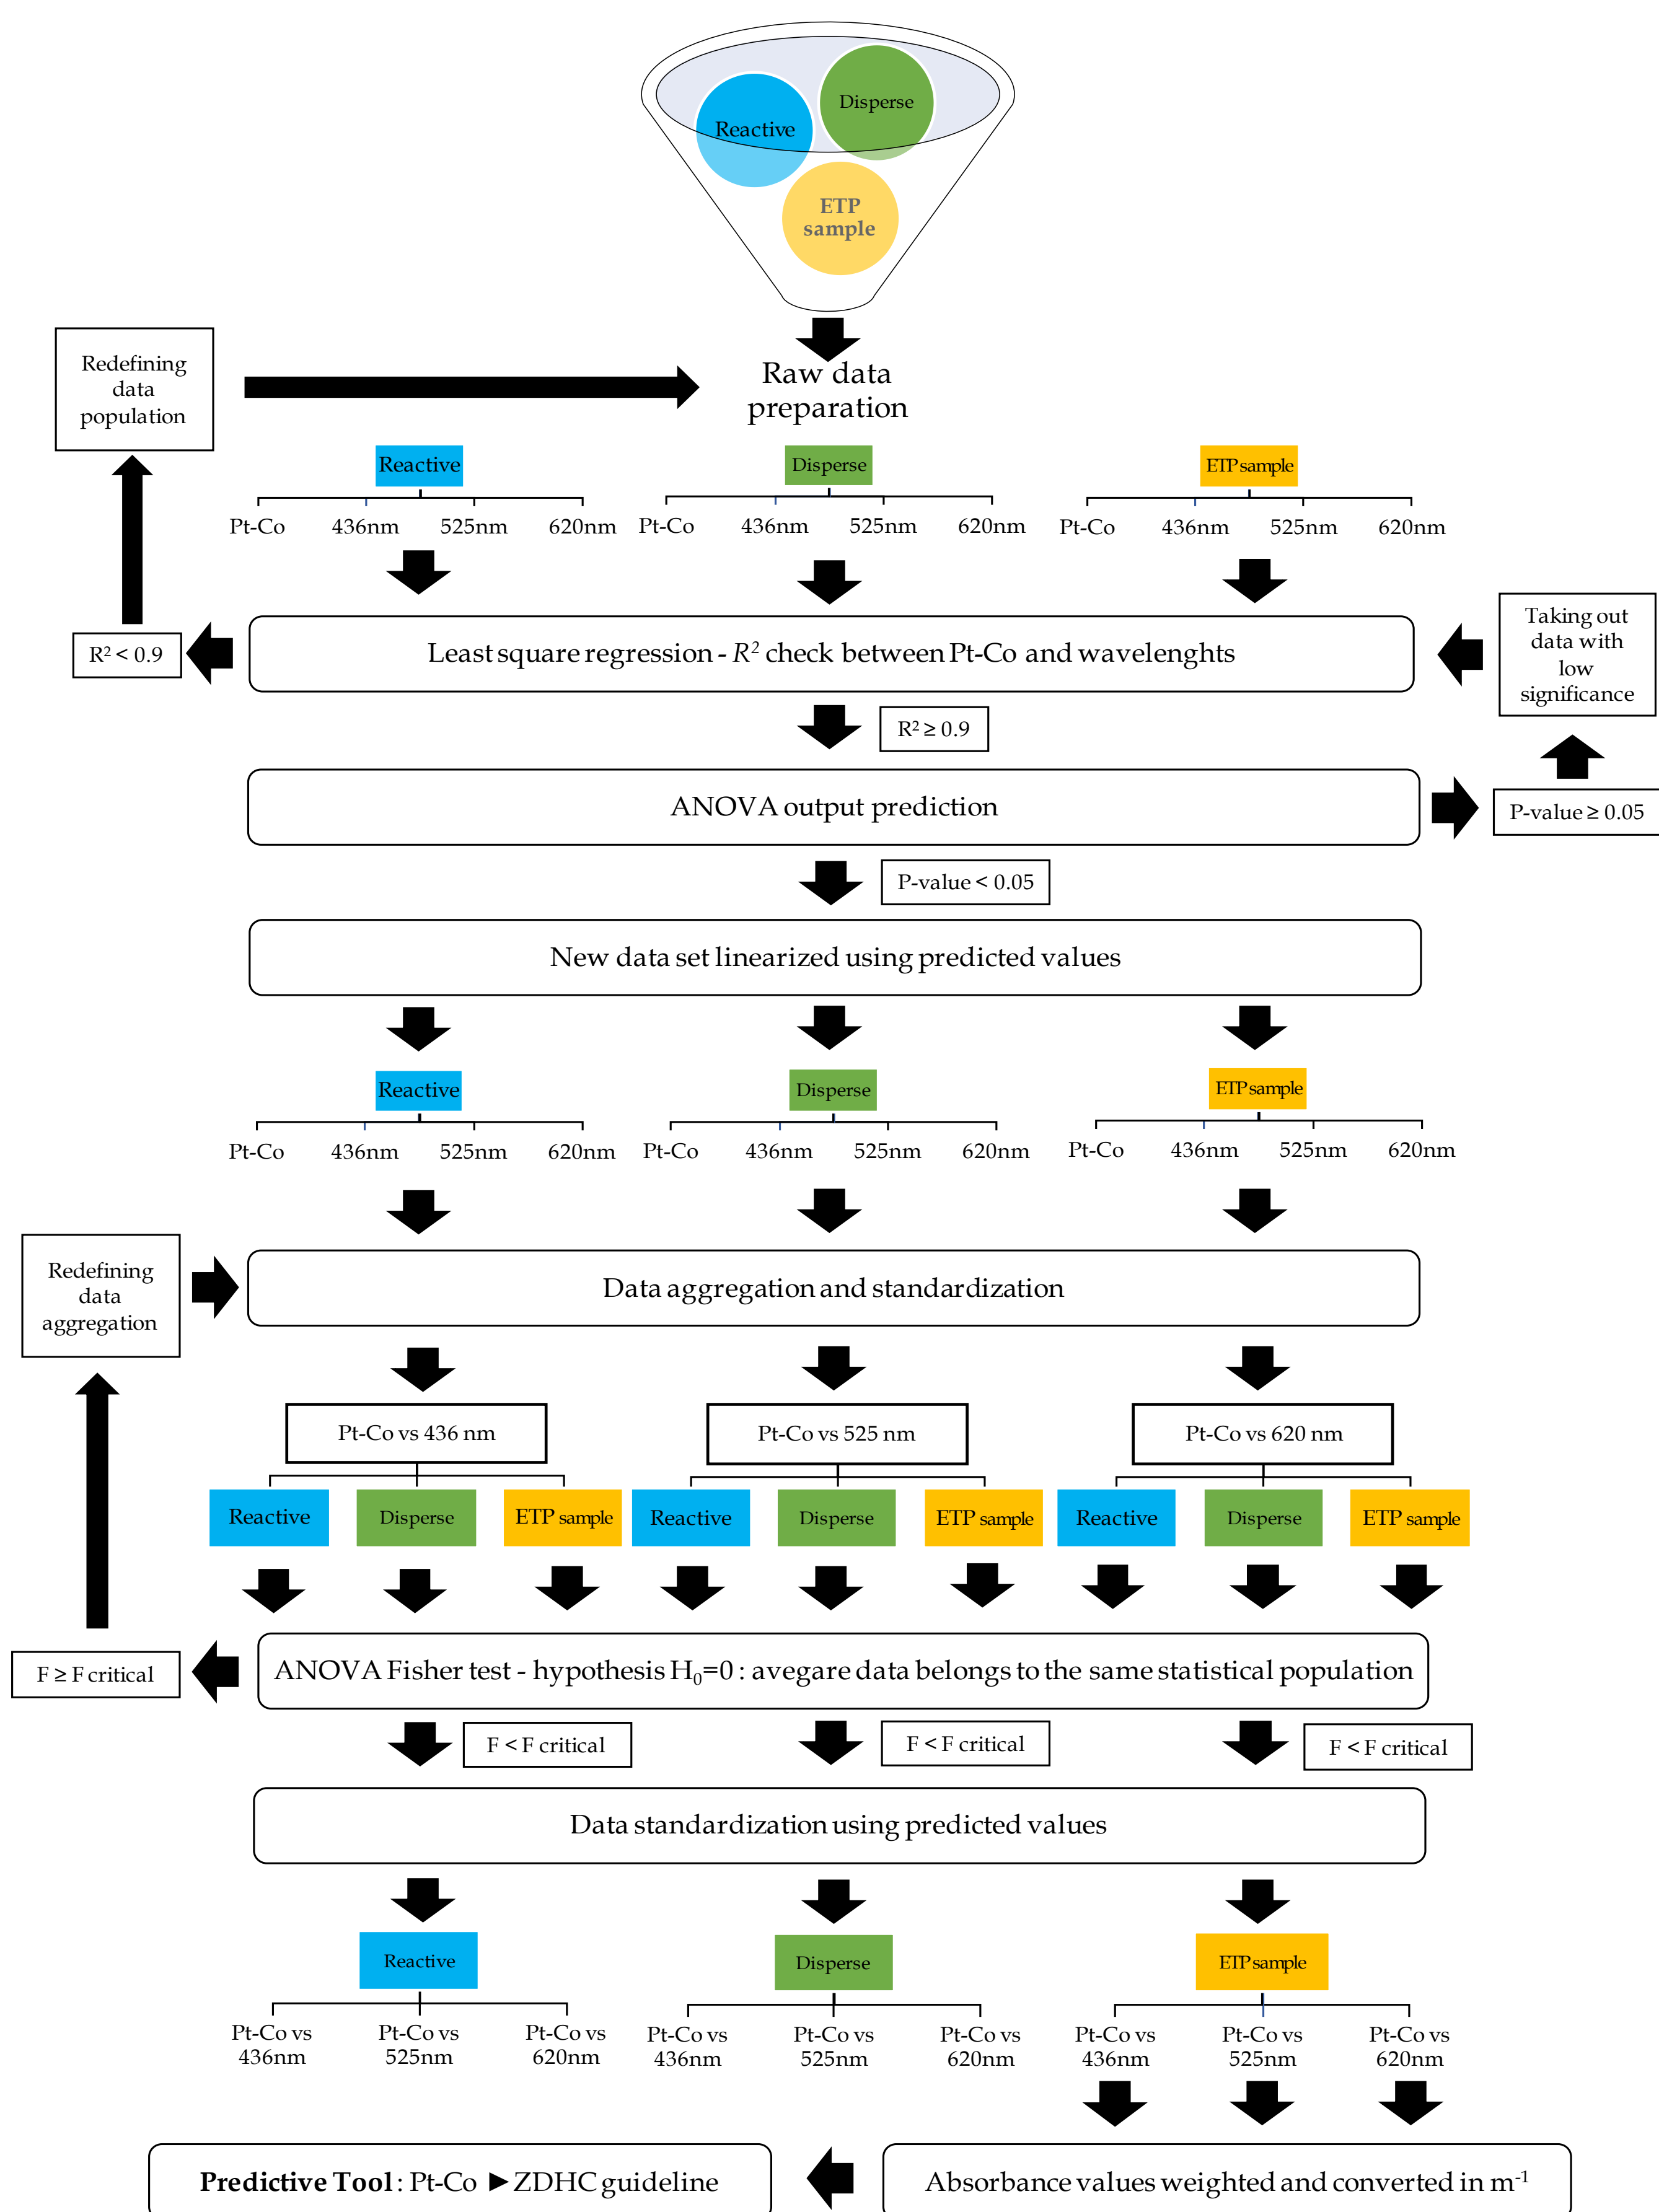 Disperse
Reactive
ETP
sample
Raw data
preparation
Redefining
data
population
Reactive
Disperse
ETP sample
Pt-Co 436nm 525nm 620nm
Pt-Co 436nm 525nm 620nm
Pt-Co 436nm 525nm 620nm
R² < 0.9
Least square regression - R² check between Pt-Co and wavelenghts
Taking out
data with
low
significance
R² ≥ 0.9
ANOVA output prediction
P-value ≥ 0.05
P-value < 0.05
New data set linearized using predicted values
Reactive
Disperse
ETP sample
Pt-Co 436nm 525nm 620nm
Pt-Co 436nm 525nm 620nm
Pt-Co 436nm 525nm 620nm
Redefining
data
aggregation
Data aggregation and standardization
Pt-Co vs 436 nm
Pt-Co vs 525 nm
Pt-Co vs 620 nm
Reactive Disperse ETP sample
Reactive Disperse ETP sample
Reactive Disperse ETP sample
F ≥ F critical
ANOVA Fisher test - hypothesis H₀=0 : avegare data belongs to the same statistical population
F < F critical
F < F critical
F < F critical
Data standardization using predicted values
Reactive
Disperse
ETP sample
Pt-Co vs
436nm
Pt-Co vs
525nm
Pt-Co vs
620nm
Pt-Co vs
436nm
Pt-Co vs
525nm
Pt-Co vs
620nm
Pt-Co vs
436nm
Pt-Co vs
525nm
Pt-Co vs
620nm
Predictive Tool : Pt-Co ►ZDHC guideline
Absorbance values weighted and converted in m⁻¹